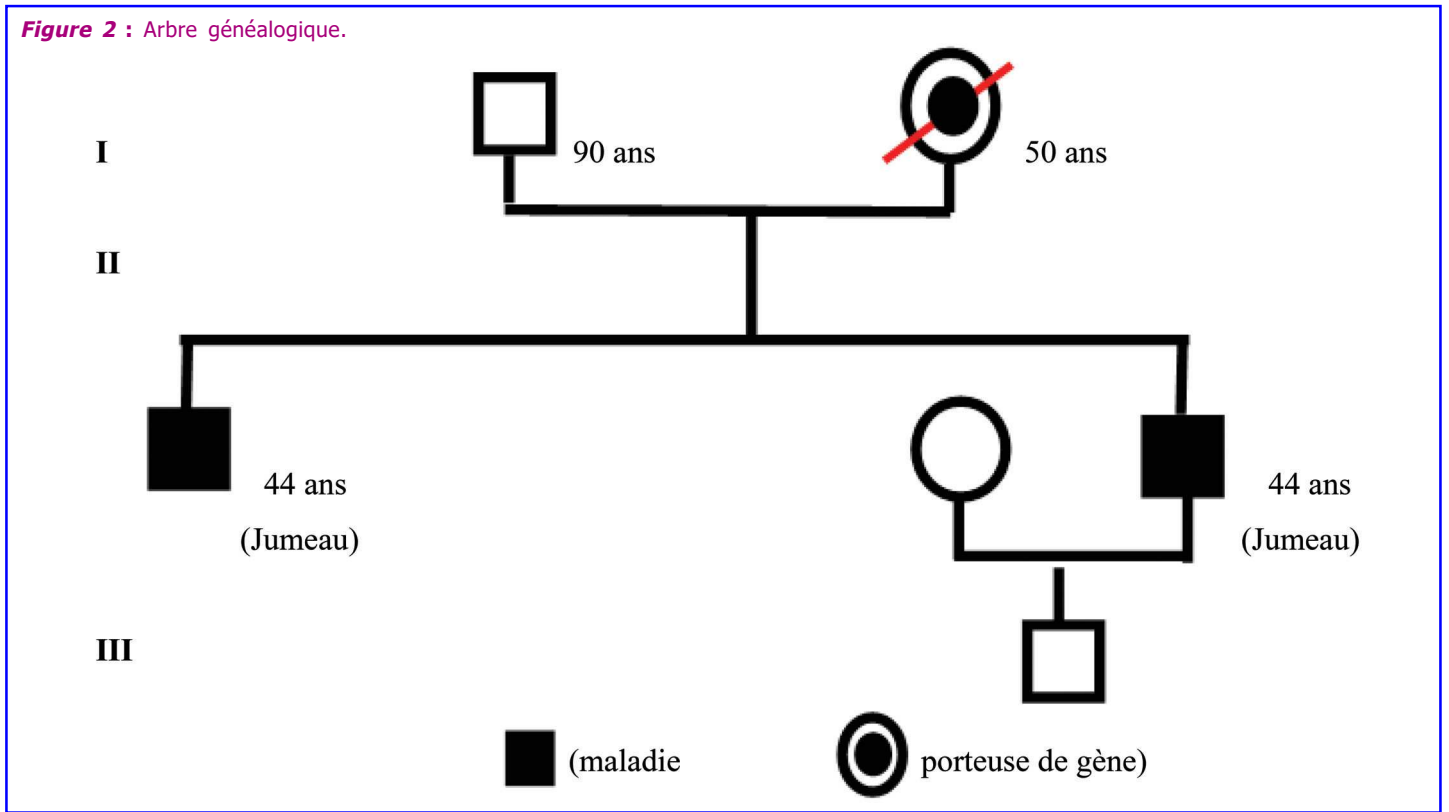 Figure 2 : Arbre généalogique.
I
90 ans
50 ans
II
44 ans
(Jumeau)
44 ans
(Jumeau)
III
(maladie
porteuse de gène)